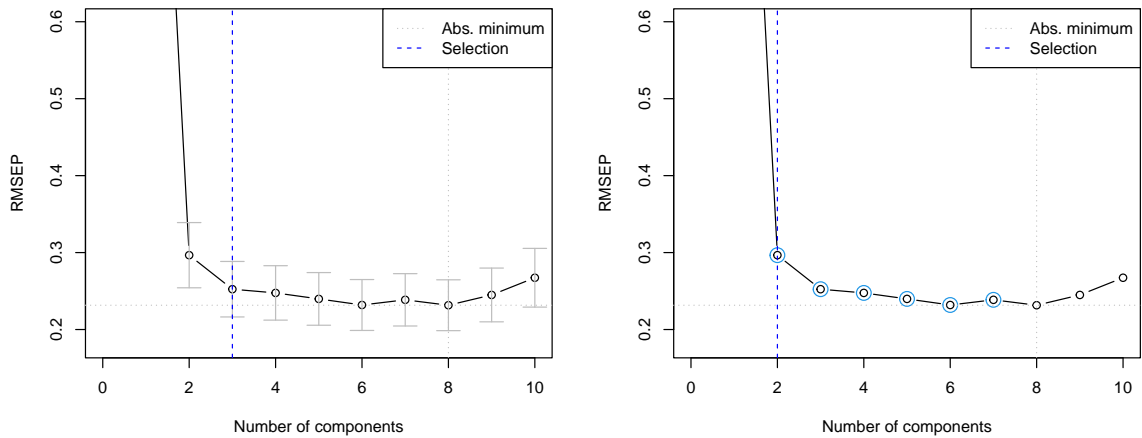 0.6
0.5
0.4
0.3
0.2
RMSEP
0 2 4 6 8 10
Number of components
Abs. minimum
Selection
0.6
0.5
0.4
0.3
0.2
RMSEP
0 2 4 6 8 10
Number of components
Abs. minimum
Selection